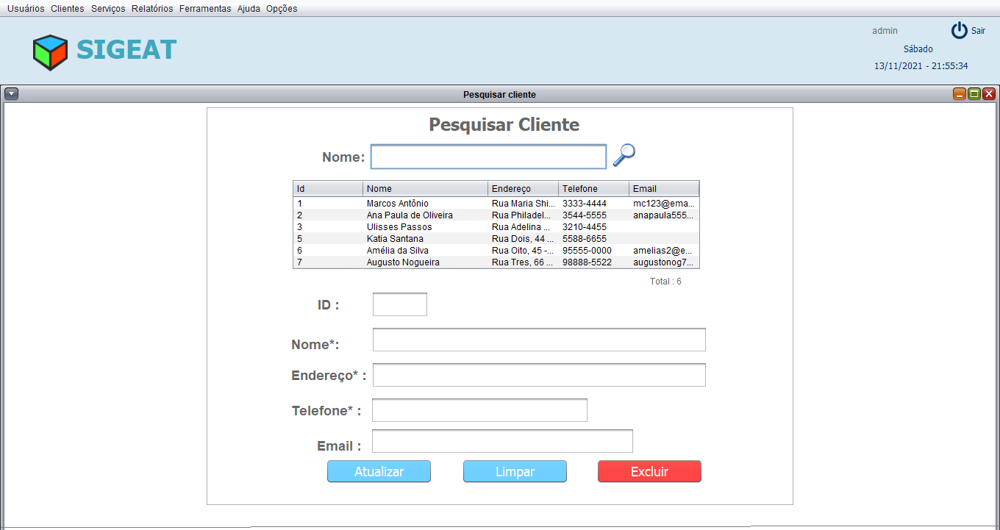 Usuários Clientes Serviços Relatórios Ferramentas Ajuda Opções
admin Sair
SIGEAT
Sábado
13/11/2021 - 21:55:34
Pesquisar cliente
Pesquisar Cliente
Nome:
Id Nome Endereço Telefone Email
1 Marcos Antônio Rua Maria Shi... 3333-4444 mc123@ema...
2 Ana Paula de Oliveira Rua Philadel... 3544-5555 anapaula555...
3 Ulisses Passos Rua Adelina ... 3210-4455
5 Katia Santana Rua Dois, 44 ... 5588-6655
6 Amélia da Silva Rua Oito, 45 -... 95555-0000 amelias2@e...
7 Augusto Nogueira Rua Tres, 66 ... 98888-5522 augustonog7...
Total : 6
ID :
Nome*:
Endereço* :
Telefone* :
Email :
Atualizar Limpar Excluir